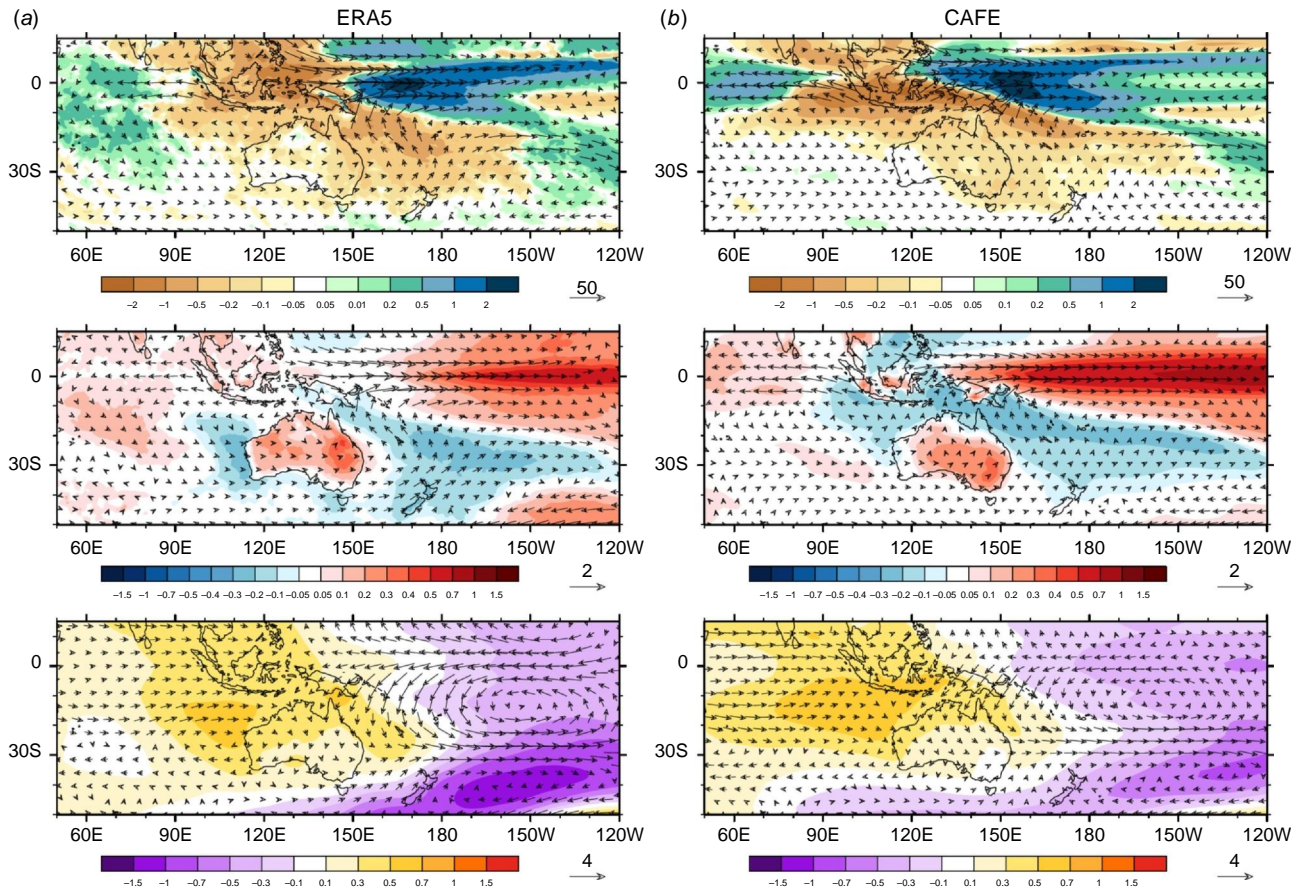 (a) ERA5 (b) CAFE
0 0
30S 30S
60E 90E 120E 150E 180 150W 120W 60E 90E 120E 150E 180 150W 120W
50 50
−2 −1 −0.5 −0.2 −0.1 −0.05 0.05 0.01 0.2 0.5 1 2 −2 −1 −0.5 −0.2 −0.1 −0.05 0.05 0.01 0.2 0.5 1 2
0 0
30S 30S
60E 90E 120E 150E 180 150W 120W 60E 90E 120E 150E 180 150W 120W
2 2
−1.5 −1 −0.7 −0.5 −0.4 −0.3 −0.2 −0.1 −0.05 0.05 0.1 0.2 0.3 0.4 0.5 0.7 1 1.5 −1.5 −1 −0.7 −0.5 −0.4 −0.3 −0.2 −0.1 −0.05 0.05 0.1 0.2 0.3 0.4 0.5 0.7 1 1.5
0 0
30S 30S
60E 90E 120E 150E 180 150W 120W 60E 90E 120E 150E 180 150W 120W
4 4
−1.5 −1 −0.7 −0.5 −0.3 −0.1 0.1 0.3 0.5 0.7 1 1.5 −1.5 −1 −0.7 −0.5 −0.3 −0.1 0.1 0.3 0.5 0.7 1 1.5